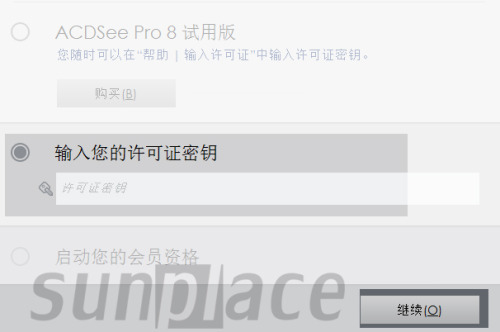 ACDSee Pro 8 试用版
您随时可以在“帮助 | 输入许可证”中输入许可证密钥。
购买(B)
输入您的许可证密钥
许可证密钥
启动您的会员资格
sunplace
继续(O)